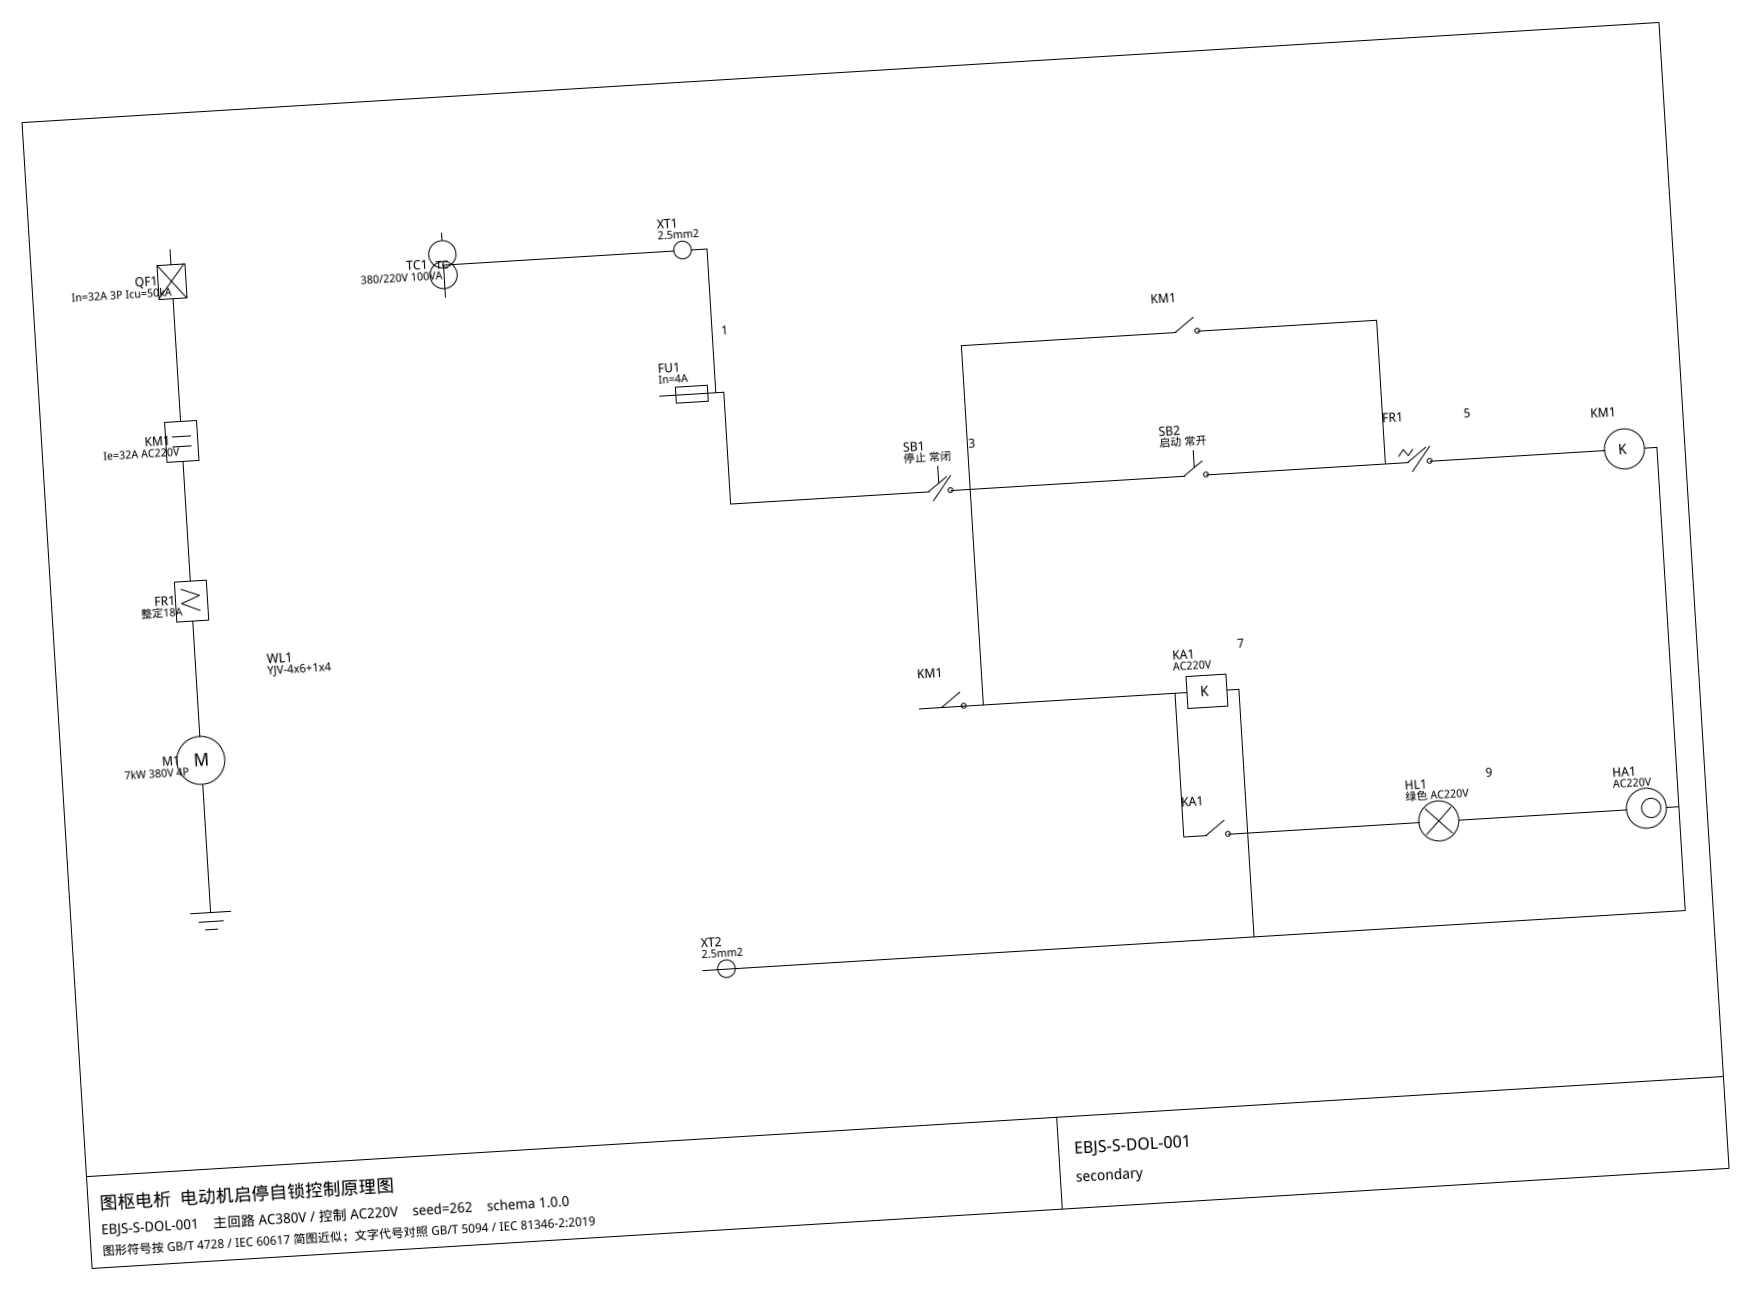 XT1
2.5mm2
QF1
In=32A 3P Icu=50kA
TC1
380/220V 100VA
1
KM1
FU1
In=4A
KM1
Ie=32A AC220V
SB1
停止 常闭
3
SB2
启动 常开
FR1
5
KM1
K
FR1
整定18A
WL1
YJV-4x6+1x4
KM1
KA1
AC220V
7
K
M1
7kW 380V 4P
M
KA1
HL1
绿色 AC220V
9
HA1
AC220V
XT2
2.5mm2
图枢电析 电动机启停自锁控制原理图
EBJS-S-DOL-001 主回路 AC380V / 控制 AC220V seed=262 schema 1.0.0
图形符号按 GB/T 4728 / IEC 60617 简图近似；文字代号对照 GB/T 5094 / IEC 81346-2:2019
EBJS-S-DOL-001
secondary